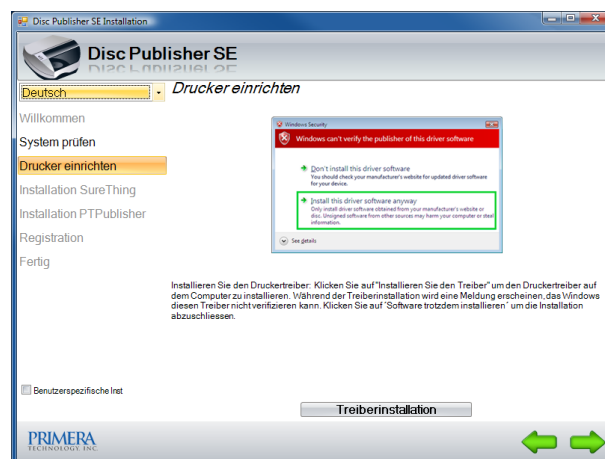 Disc Publisher SE Installation
Disc Publisher SE
Deutsch
Drucker einrichten
Willkommen
System prüfen
Drucker einrichten
Installation SureThing
Installation PTPublisher
Registration
Fertig
Windows Security
Windows can't verify the publisher of this driver software
Don't install this driver software
You should check your manufacturer's website for updated driver software
for your device.
Install this driver software anyway
Only install driver software obtained from your manufacturer's website or
disc. Unsigned software from other sources may harm your computer or steal
information.
See details
Installieren Sie den Druckertreiber: Klicken Sie auf "Installieren Sie den Treiber" um den Druckertreiber auf
dem Computer zu installieren. Während der Treiberinstallation wird eine Meldung erscheinen, das Windows
diesen Treiber nicht verifizieren kann. Klicken Sie auf "Software trotzdem installieren" um die Installation
abzuschliessen.
Benutzerspezifische Inst
Treiberinstallation
PRIMERA
TECHNOLOGY, INC.